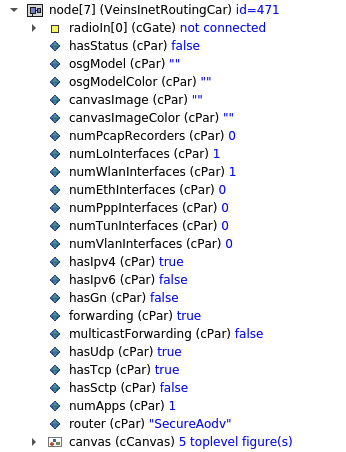 node[7] (VeinsInetRoutingCar) id=471
radioIn[0] (cGate) not connected
hasStatus (cPar) false
osgModel (cPar) ""
osgModelColor (cPar) ""
canvasImage (cPar) ""
canvasImageColor (cPar) ""
numPcapRecorders (cPar) 0
numLoInterfaces (cPar) 1
numWlanInterfaces (cPar) 1
numEthInterfaces (cPar) 0
numPppInterfaces (cPar) 0
numTunInterfaces (cPar) 0
numVlanInterfaces (cPar) 0
hasIpv4 (cPar) true
hasIpv6 (cPar) false
hasGn (cPar) false
forwarding (cPar) true
multicastForwarding (cPar) false
hasUdp (cPar) true
hasTcp (cPar) true
hasSctp (cPar) false
numApps (cPar) 1
router (cPar) "SecureAodv"
canvas (cCanvas) 5 toplevel figure(s)